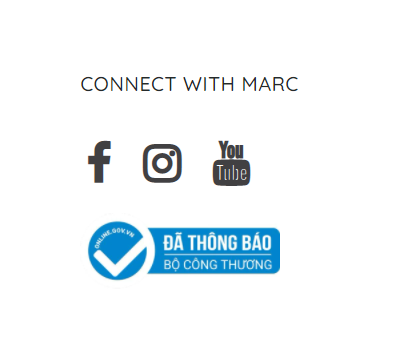 CONNECT WITH MARC
You
Tube
ONLINE.GOV.VN
ĐÃ THÔNG BÁO
BỘ CÔNG THƯƠNG